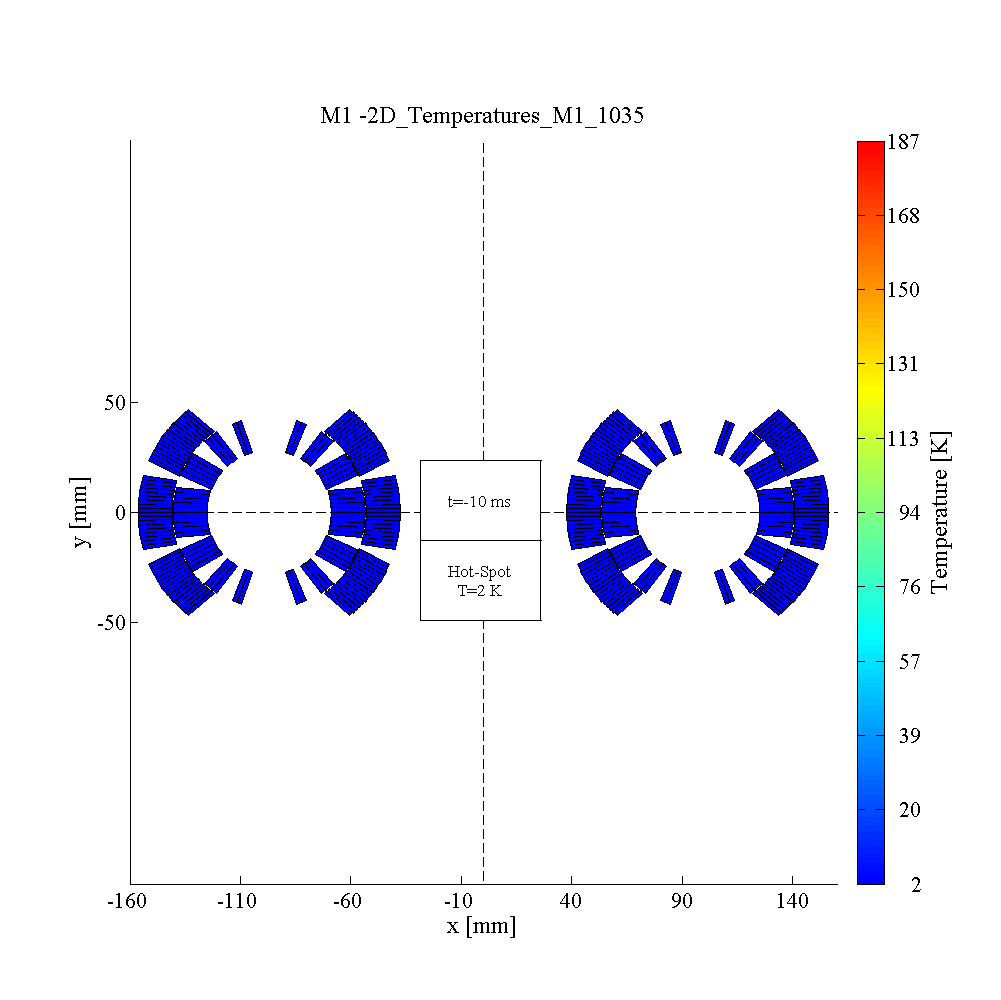 M1 -2D_Temperatures_M1_1035
187
168
150
131
113
94
76
57
39
20
2
Temperature [K]
50
0
-50
y [mm]
t=-10 ms
Hot-Spot
T=2 K
-160 -110 -60 -10 40 90 140
x [mm]